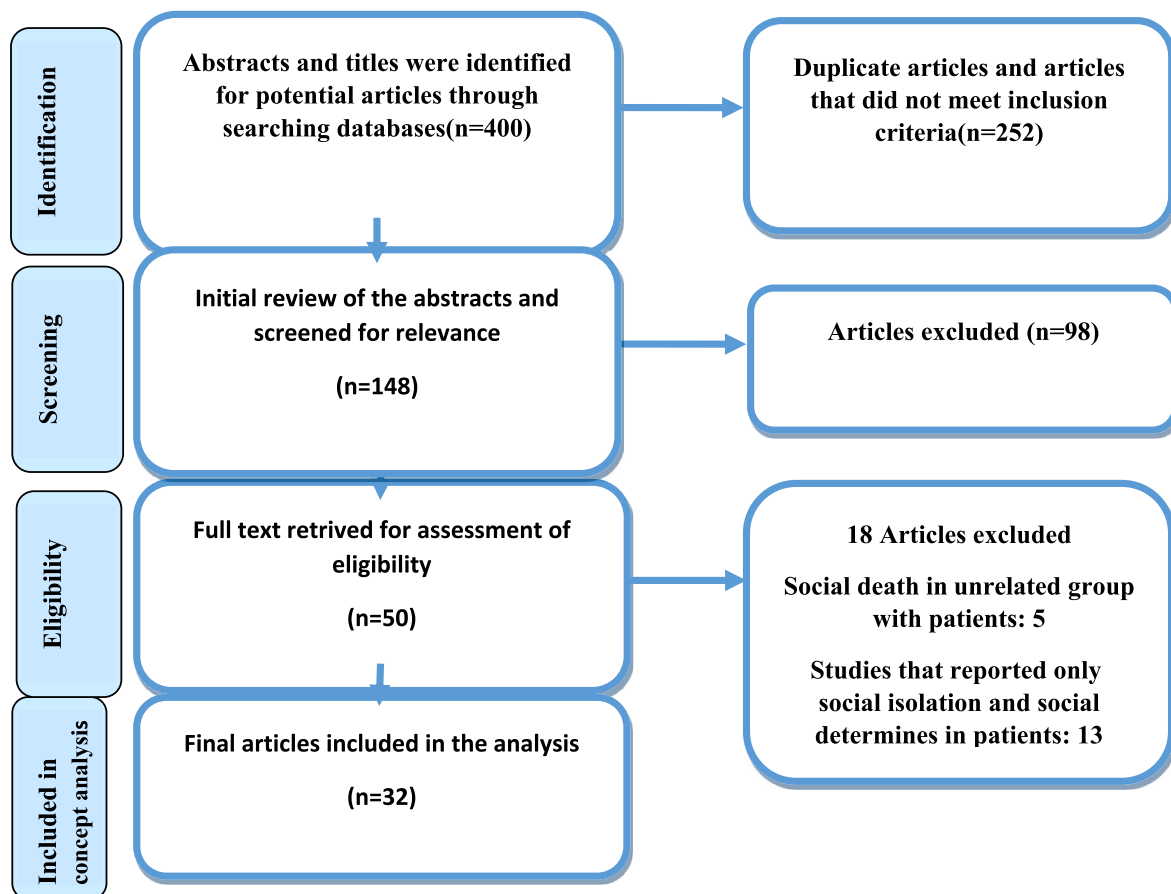 Identification
Abstracts and titles were identified
for potential articles through
searching databases(n=400)
Duplicate articles and articles
that did not meet inclusion
criteria(n=252)
Screening
Initial review of the abstracts and
screened for relevance
(n=148)
Articles excluded (n=98)
Eligibility
Full text retrived for assessment of
eligibility
(n=50)
18 Articles excluded
Social death in unrelated group
with patients: 5
Studies that reported only
social isolation and social
determines in patients: 13
Included in
concept analysis
Final articles included in the analysis
(n=32)